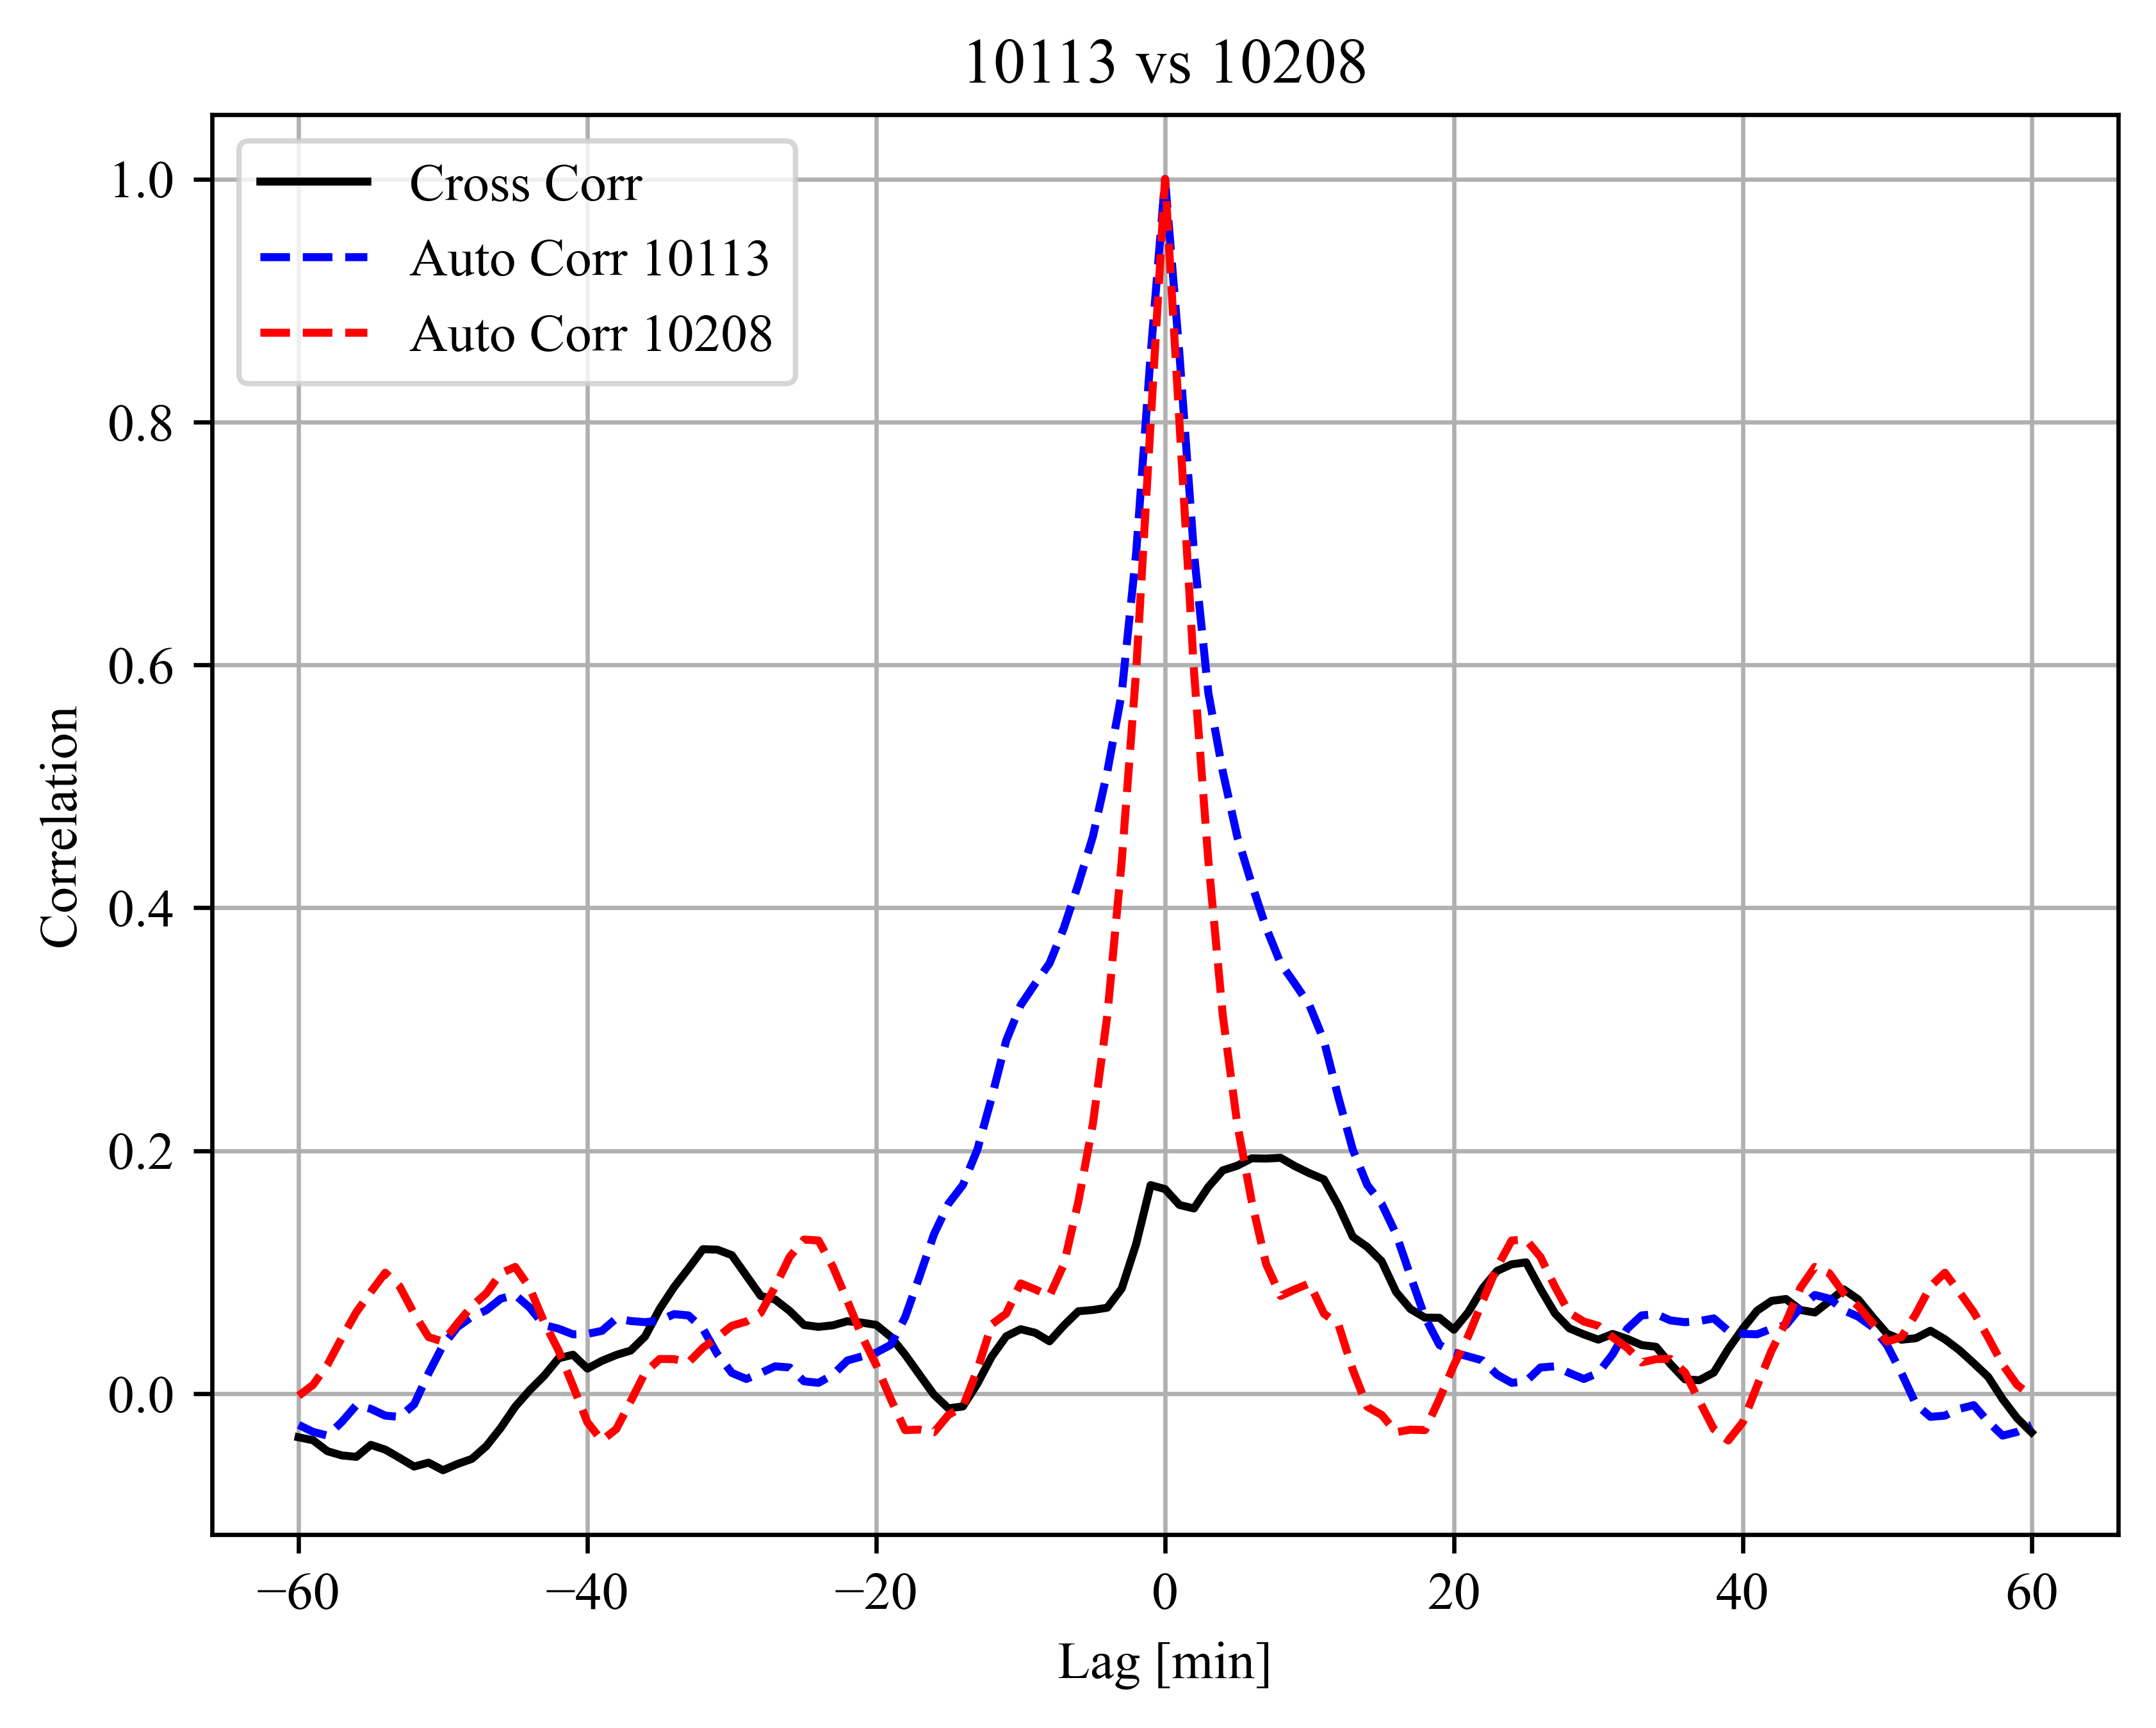 10113 vs 10208
Cross Corr
Auto Corr 10113
Auto Corr 10208
1.0
0.8
0.6
0.4
0.2
0.0
Correlation
−60
−40
−20
0
20
40
60
Lag [min]